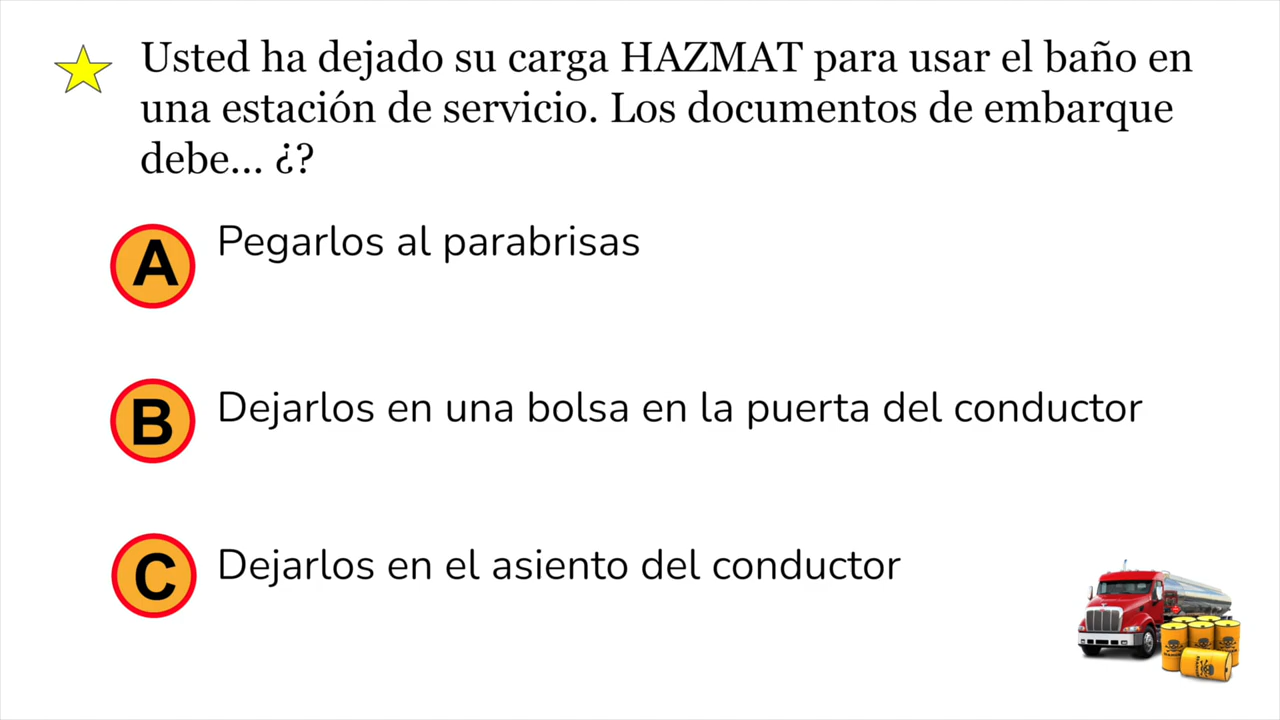 Usted ha dejado su carga HAZMAT para usar el baño en
una estación de servicio. Los documentos de embarque
debe... ¿?
A Pegarlos al parabrisas
B Dejarlos en una bolsa en la puerta del conductor
C Dejarlos en el asiento del conductor